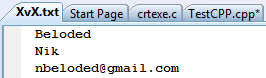 XvX.txt Start Page crtexe.c TestCPP.cpp*
Beloded
Nik
nbeloded@gmail.com